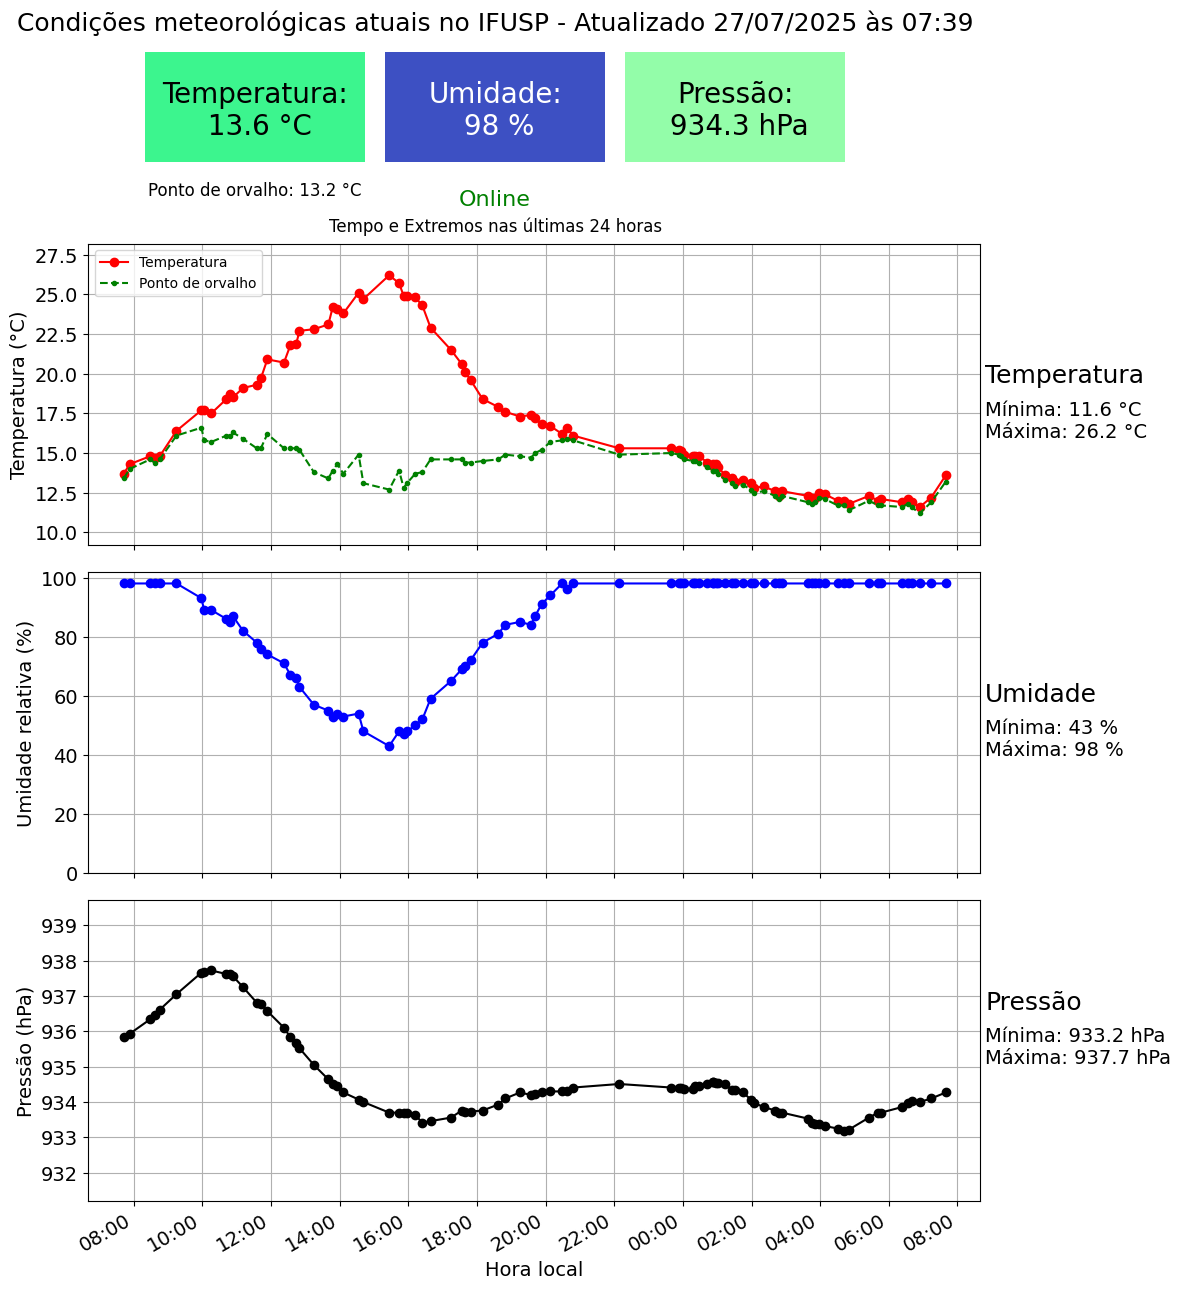 Condições meteorológicas atuais no IFUSP - Atualizado 27/07/2025 às 07:39
Temperatura:
13.6 °C
Umidade:
98 %
Pressão:
934.3 hPa
Ponto de orvalho: 13.2 °C
Online
Tempo e Extremos nas últimas 24 horas
Temperatura (°C)
27.5
25.0
22.5
20.0
17.5
15.0
12.5
10.0
Temperatura
Ponto de orvalho
Temperatura
Mínima: 11.6 °C
Máxima: 26.2 °C
Umidade relativa (%)
100
80
60
40
20
0
Umidade
Mínima: 43 %
Máxima: 98 %
Pressão (hPa)
939
938
937
936
935
934
933
932
Pressão
Mínima: 933.2 hPa
Máxima: 937.7 hPa
08:00
10:00
12:00
14:00
16:00
18:00
20:00
22:00
00:00
02:00
04:00
06:00
08:00
Hora local